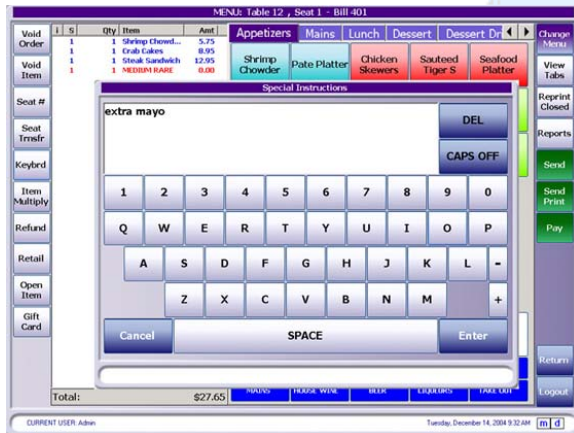 MENU: Table 12 , Seat 1 - Bill 401
Void Order
Void Item
Seat #
Seat Trnsfr
Keybrd
Item Multiply
Refund
Retail
Open Item
Gift Card
i S Qty Item Amt
1 1 Shrimp Chowd... 5.75
1 1 Crab Cakes 8.95
1 1 Steak Sandwich 12.95
1 1 MEDIUM RARE 0.00
Appetizers Mains Lunch Dessert Dessert Dri
Shrimp Chowder
Pate Platter
Chicken Skewers
Sauteed Tiger S
Seafood Platter
Change Menu
View Tabs
Reprint Closed
Reports
Send
Send Print
Pay
Return
Logout
Special Instructions
extra mayo
DEL
CAPS OFF
1 2 3 4 5 6 7 8 9 0
Q W E R T Y U I O P
A S D F G H J K L -
Z X C V B N M +
Cancel SPACE Enter
MAINS HOUSE WINE BEER LIQUEURS TAKE OUT
Total: $27.65
CURRENT USER: Admin
Tuesday, December 14, 2004 9:32 AM
m d